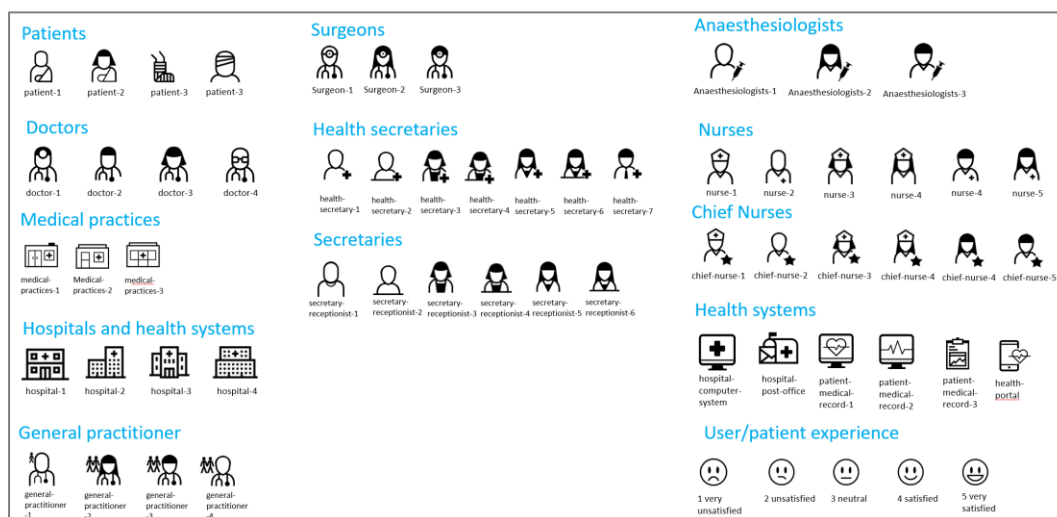 Patients
patient-1 patient-2 patient-3 patient-3
Doctors
doctor-1 doctor-2 doctor-3 doctor-4
Medical practices
medical-
practices-1
Medical-
practices-2
medical-
practices-3
Hospitals and health systems
hospital-1 hospital-2 hospital-3 hospital-4
General practitioner
general-
practitioner
-1
general-
practitioner
-2
general-
practitioner
-3
general-
practitioner
-4
Surgeons
Surgeon-1 Surgeon-2 Surgeon-3
Health secretaries
health-
secretary-1
health-
secretary-2
health-
secretary-3
health-
secretary-4
health-
secretary-5
health-
secretary-6
health-
secretary-7
Secretaries
secretary-
receptionist-1
secretary-
receptionist-2
secretary-
receptionist-3
secretary-
receptionist-4
secretary-
receptionist-5
secretary-
receptionist-6
Anaesthesiologists
Anaesthesiologists-1 Anaesthesiologists-2 Anaesthesiologists-3
Nurses
nurse-1 nurse-2 nurse-3 nurse-4 nurse-4 nurse-5
Chief Nurses
chief-nurse-1 chief-nurse-2 chief-nurse-3 chief-nurse-4 chief-nurse-4 chief-nurse-5
Health systems
hospital-
computer-
system
hospital-
post-office
patient-
medical-
record-1
patient-
medical-
record-2
patient-
medical-
record-3
health-
portal
User/patient experience
1 very
unsatisfied
2 unsatisfied
3 neutral
4 satisfied
5 very
satisfied